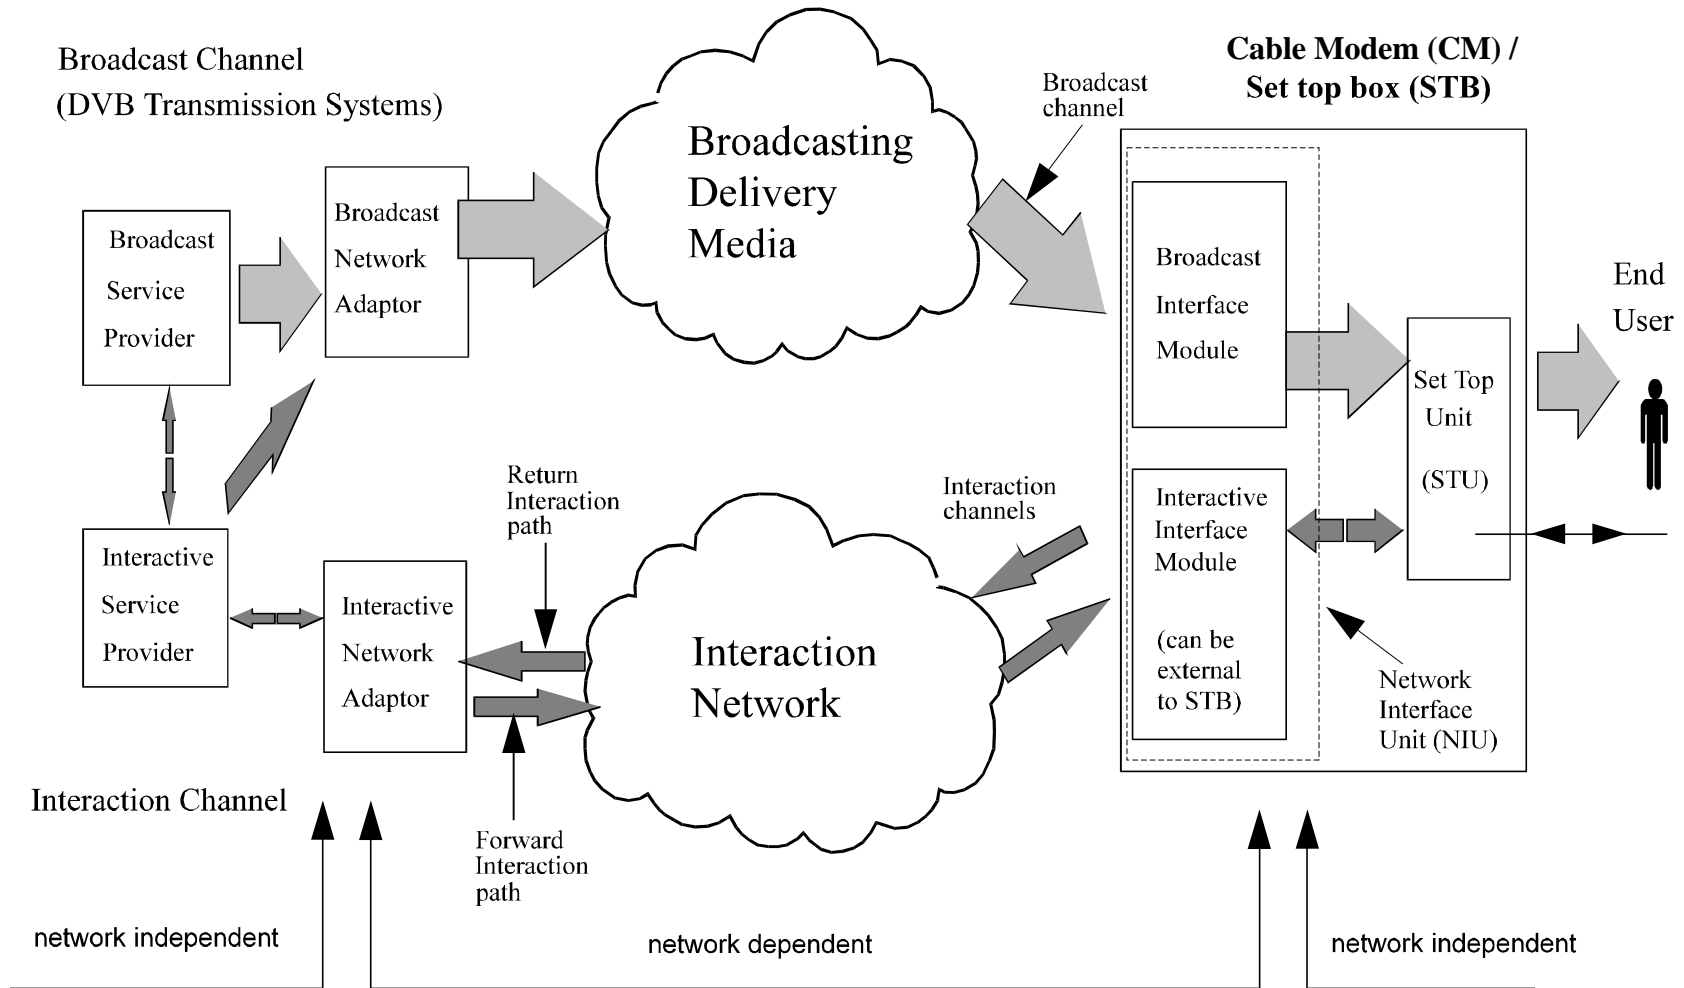 Broadcast Channel
(DVB Transmission Systems)
Broadcast
Service
Provider
Broadcast
Network
Adaptor
Broadcasting
Delivery
Media
Broadcast
channel
Cable Modem (CM) /
Set top box (STB)
Broadcast
Interface
Module
Set Top
Unit
(STU)
End
User
Interactive
Service
Provider
Interactive
Network
Adaptor
Return
Interaction
path
Forward
Interaction
path
Interaction
Network
Interaction
channels
Interactive
Interface
Module
(can be
external
to STB)
Network
Interface
Unit (NIU)
Interaction Channel
network independent
network dependent
network independent